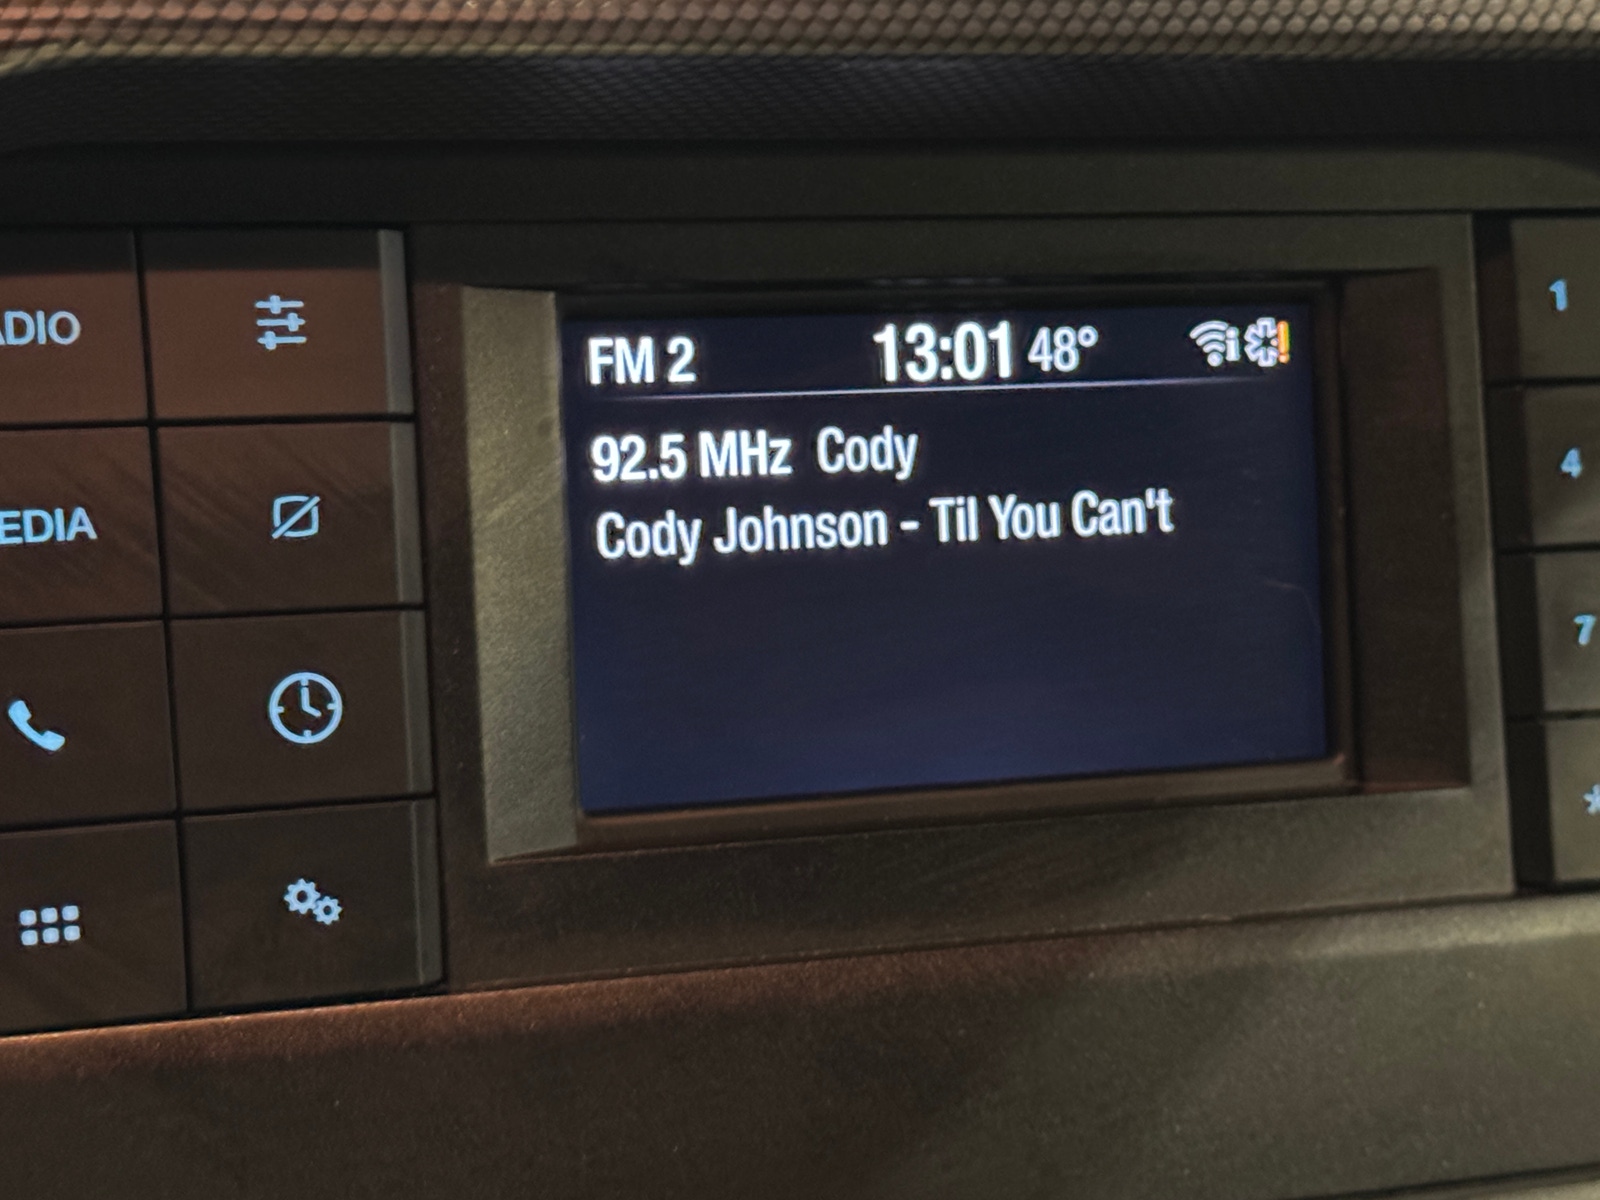 ADIO
EDIA
FM 2 13:01 48°
92.5 MHz Cody
Cody Johnson - Til You Can't
1
4
7
*